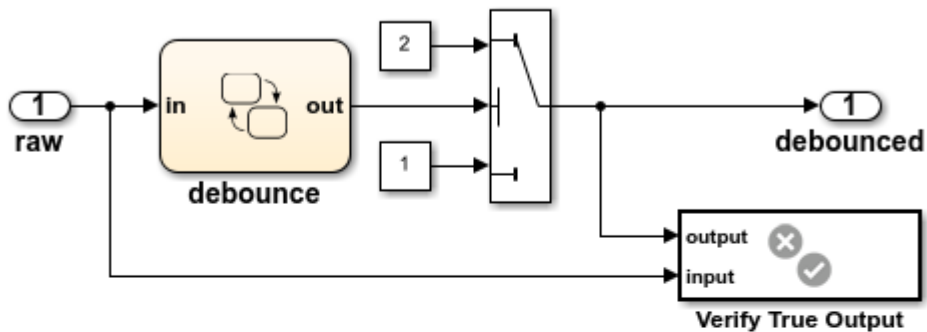 2
1
in
out
1
raw
debounce
1
debounced
output
input
Verify True Output